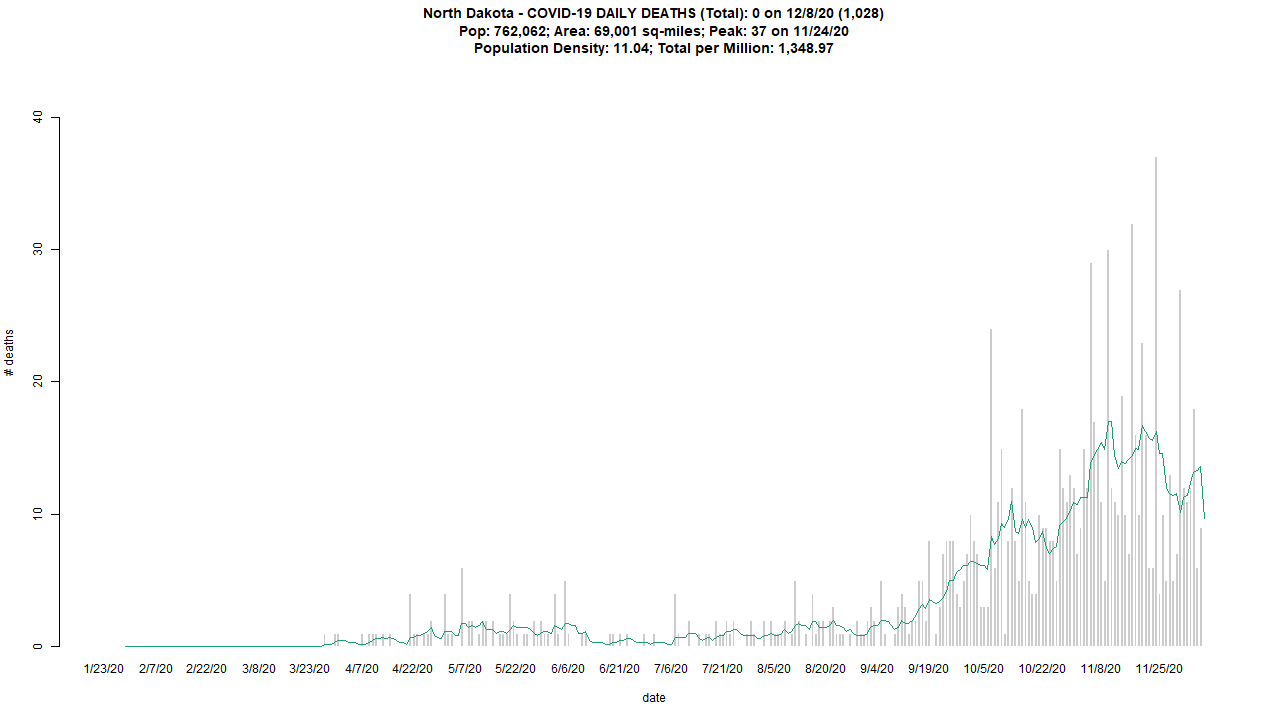 North Dakota - COVID-19 DAILY DEATHS (Total): 0 on 12/8/20 (1,028)
Pop: 762,062; Area: 69,001 sq-miles; Peak: 37 on 11/24/20
Population Density: 11.04; Total per Million: 1,348.97
40
30
20
10
0
# deaths
1/23/20 2/7/20 2/22/20 3/8/20 3/23/20 4/7/20 4/22/20 5/7/20 5/22/20 6/6/20 6/21/20 7/6/20 7/21/20 8/5/20 8/20/20 9/4/20 9/19/20 10/5/20 10/22/20 11/8/20 11/25/20
date